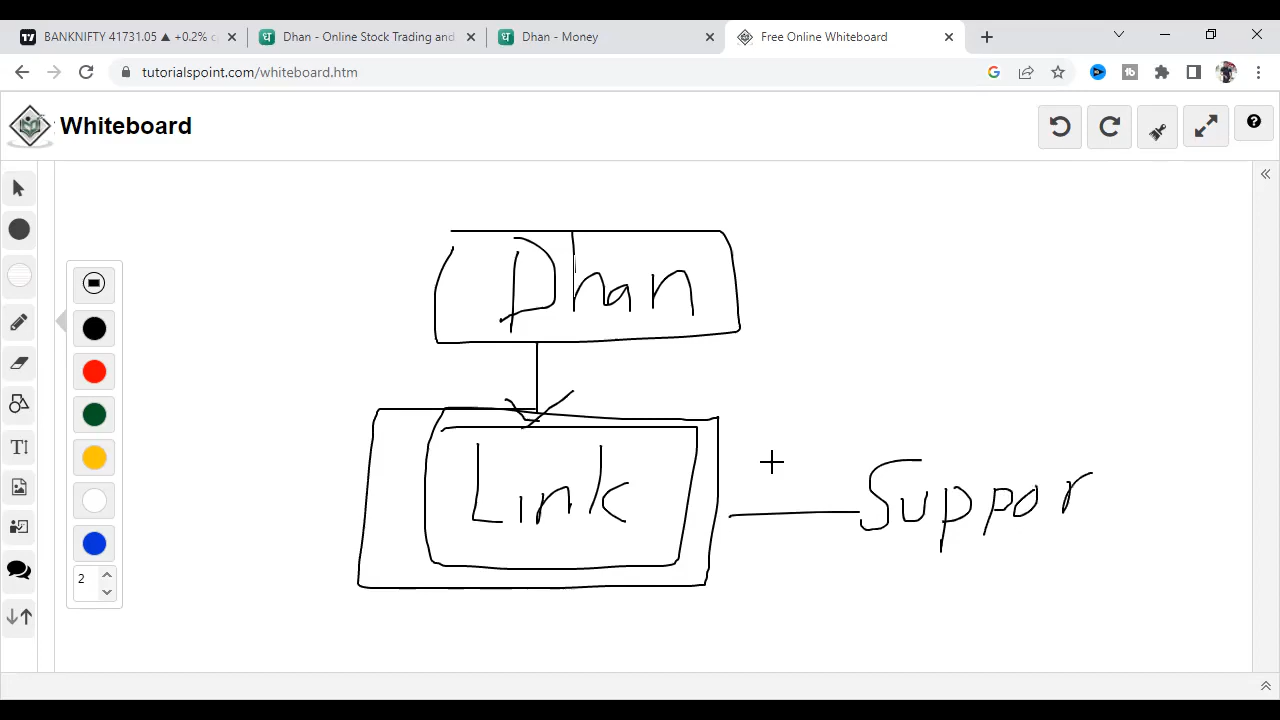 BANKNIFTY 41731.05 ▲ +0.2%
Dhan - Online Stock Trading and
Dhan - Money
Free Online Whiteboard
tutorialspoint.com/whiteboard.htm
Whiteboard
Dhan
Link
Suppor
2